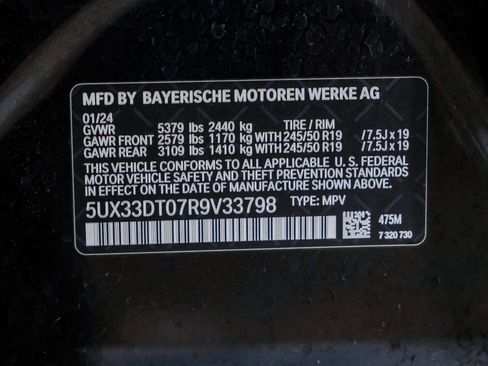 MFD BY BAYERISCHE MOTOREN WERKE AG
01/24
GVWR 5379 lbs 2440 kg TIRE / RIM
GAWR FRONT 2579 lbs 1170 kg WITH 245/50 R19 /7.5J x 19
GAWR REAR 3109 lbs 1410 kg WITH 245/50 R19 /7.5J x 19
THIS VEHICLE CONFORMS TO ALL APPLICABLE U. S. FEDERAL
MOTOR VEHICLE SAFETY AND THEFT PREVENTION STANDARDS
IN EFFECT ON THE DATE OF MANUFACTURE SHOWN ABOVE.
5UX33DT07R9V33798 TYPE: MPV
475M
7 320 730